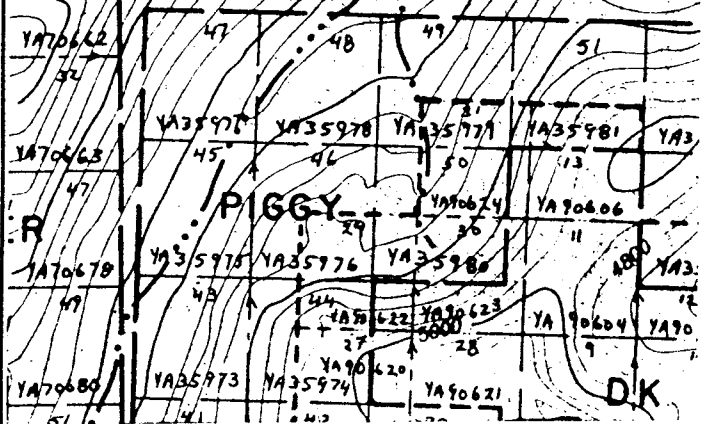 47 48 49 51
YA70662
32
YA35978 YA35979 YA35981 YA3
45 46 50 13
31
YA70663
47
PIGGY
YA90624 YA90606
29 30 11
R
4800
YA70678 YA35975 YA35976 YA35980 YA3
49 43 44 12
YA90623 YA90604 YA90
5000
27 28 9
YA90620
YA70680 YA35973 YA35974 YA90621
DK
51 41 42